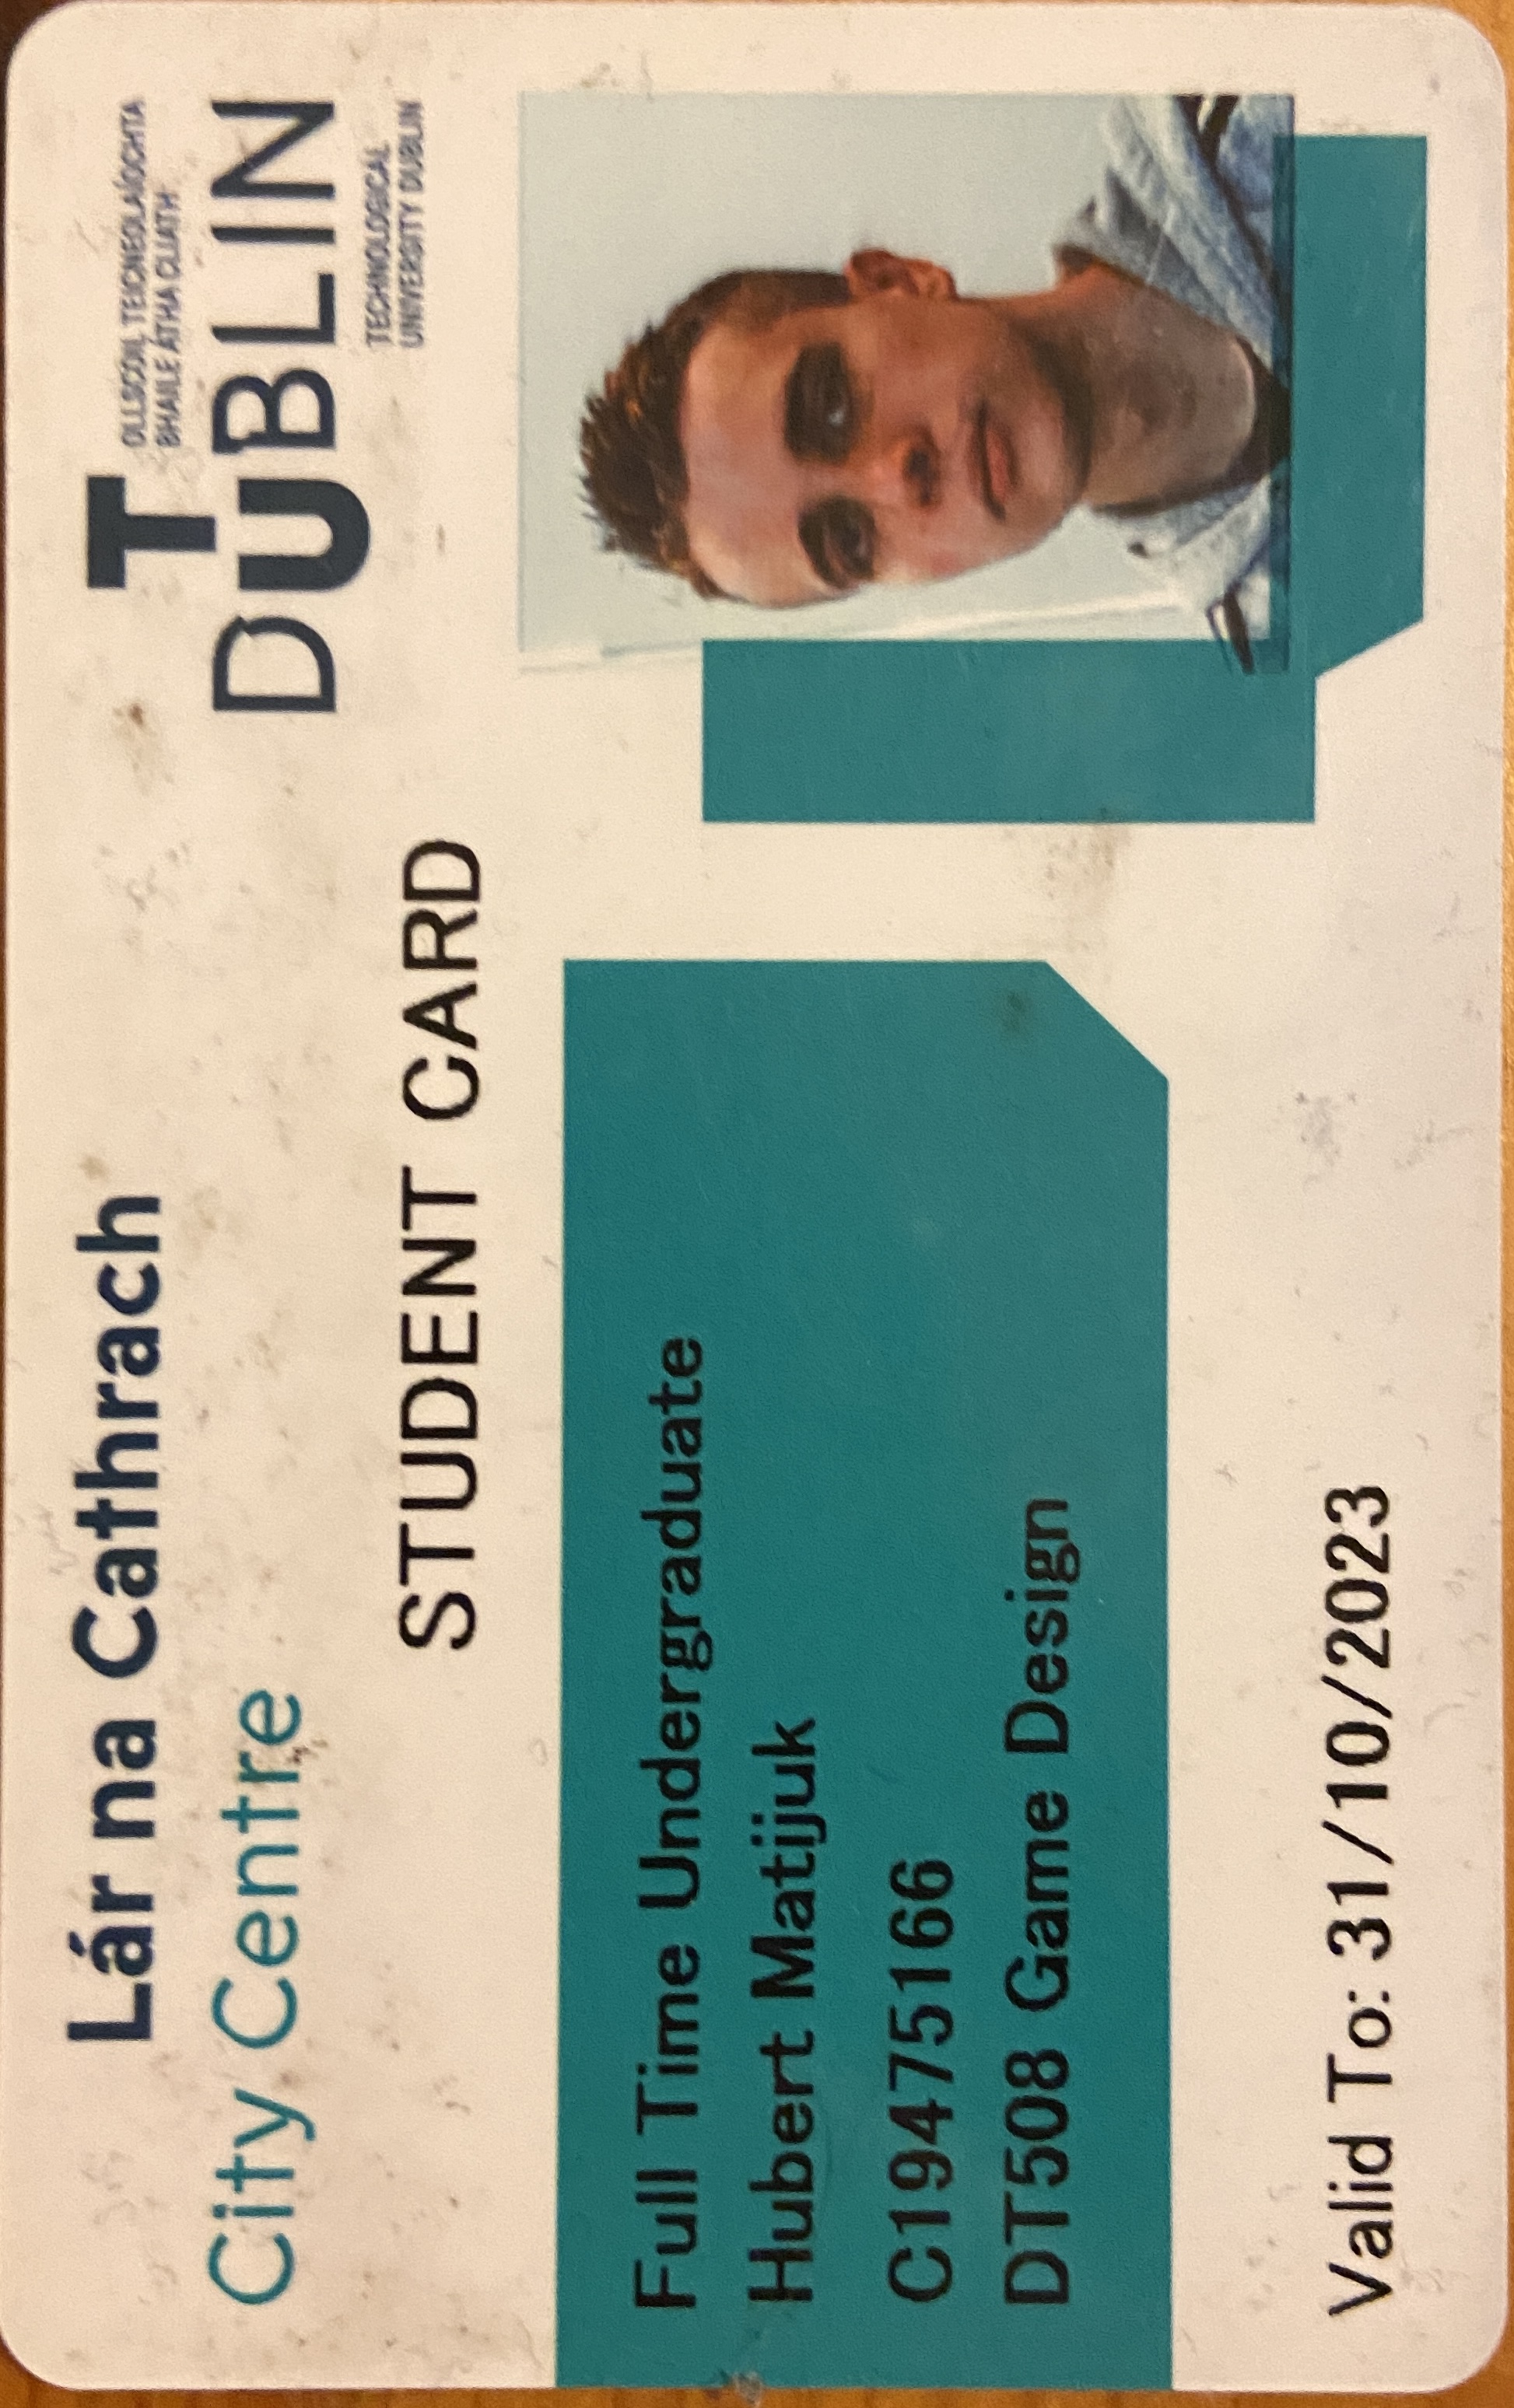 Lár na Cathrach
City Centre
T
OLLSCOIL TEICNEOLAÍOCHTA
BHAILE ÁTHA CLIATH
DUBLIN
TECHNOLOGICAL
UNIVERSITY DUBLIN
STUDENT CARD
Full Time Undergraduate
Hubert Matijuk
C19475166
DT508 Game Design
Valid To: 31/10/2023